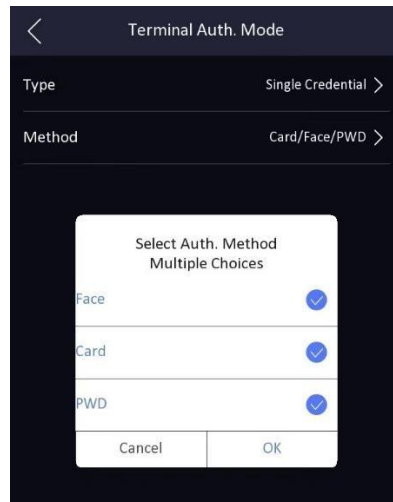 Terminal Auth. Mode
Type Single Credential
Method Card/Face/PWD
Select Auth. Method
Multiple Choices
Face
Card
PWD
Cancel OK